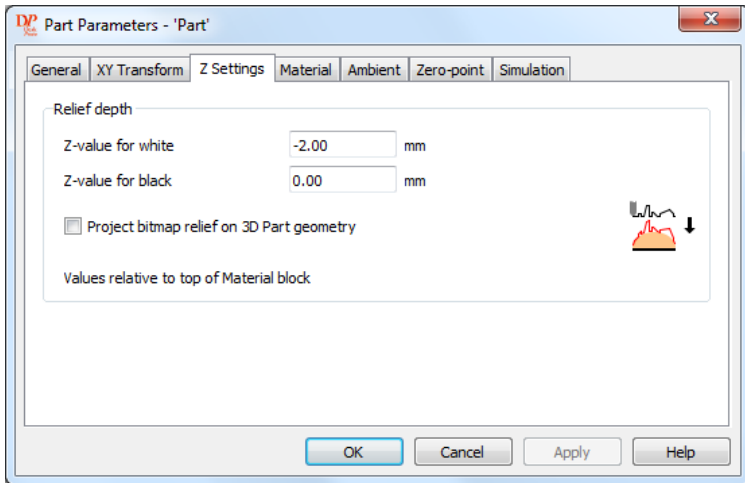 DP Part Parameters - 'Part'
General XY Transform Z Settings Material Ambient Zero-point Simulation
Relief depth
Z-value for white -2.00 mm
Z-value for black 0.00 mm
Project bitmap relief on 3D Part geometry
Values relative to top of Material block
OK Cancel Apply Help